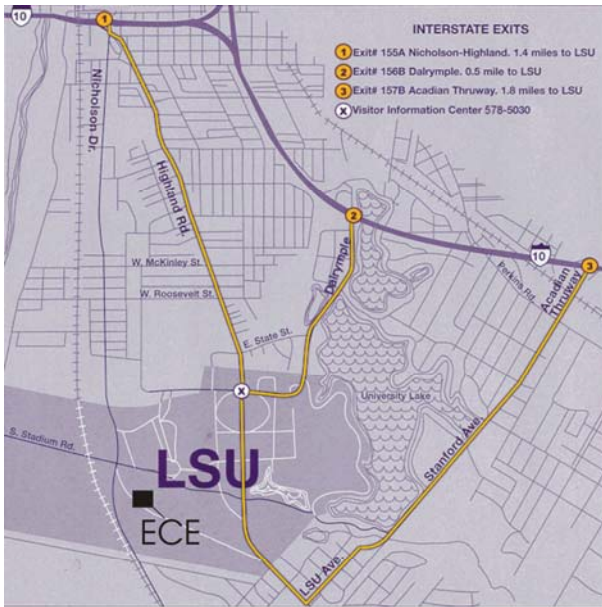 10
INTERSTATE EXITS
1 Exit# 155A Nicholson-Highland. 1.4 miles to LSU
2 Exit# 156B Dalrymple. 0.5 mile to LSU
3 Exit# 157B Acadian Thruway. 1.8 miles to LSU
X Visitor Information Center 578-5030
1
Nicholson Dr.
Highland Rd.
2
Dalrymple
10
3
W. McKinley St.
Perkins Rd.
Acadian
Thruway
W. Roosevelt St.
E. State St.
X
University Lake
S. Stadium Rd.
LSU
Stanford Ave.
ECE
LSU Ave.